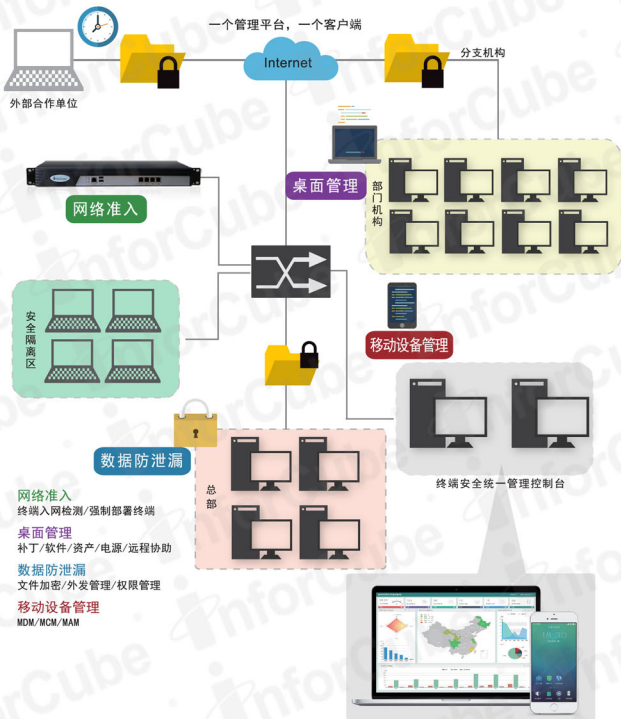 一个管理平台，一个客户端
Internet
分支机构
外部合作单位
桌面管理
部门机构
网络准入
安全隔离区
移动设备管理
数据防泄漏
总部
终端安全统一管理控制台
网络准入
终端入网检测/强制部署终端
桌面管理
补丁/软件/资产/电源/远程协助
数据防泄漏
文件加密/外发管理/权限管理
移动设备管理
MDM/MCM/MAM
inforCube